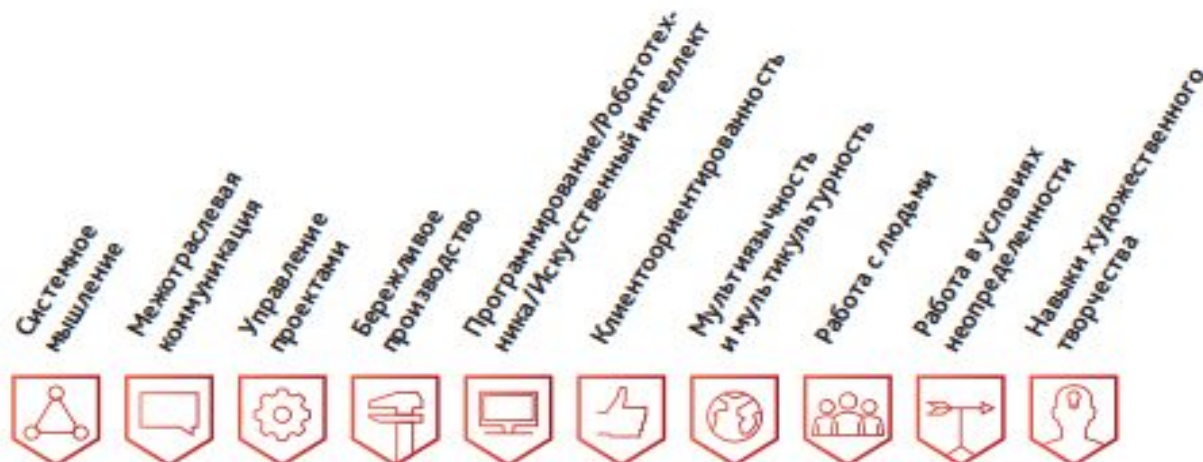 Системное
мышление
Межотраслевая
коммуникация
Управление
проектами
Бережливое
производство
Программирование/Робототех-
ника/Искусственный интеллект
Клиентоориентированность
Мультиязычность
и мультикультурность
Работа с людьми
Работа в условиях
неопределенности
Навыки художественного
творчества